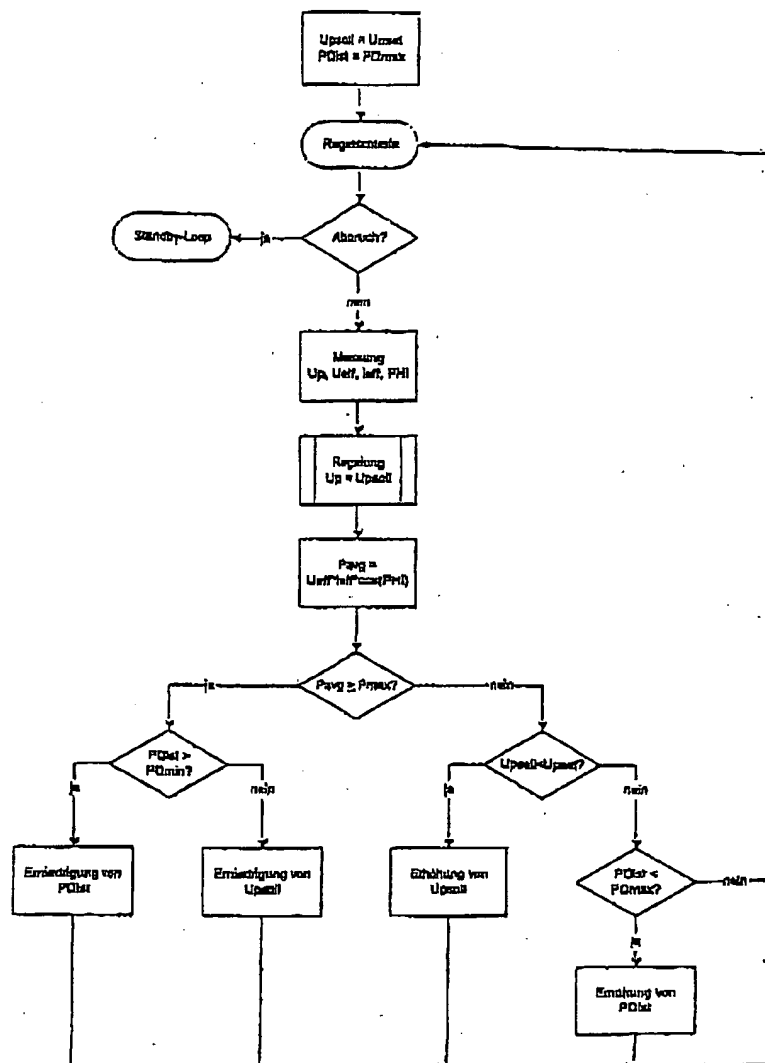 Upsoll = Upset
PDist = PDmax
Regelschleife
Standby-Loop
ja
Abbruch?
nein
Messung
Up, Ueff, Ieff, PHI
Regelung
Up = Upsoll
Pavg =
Ueff*Ieff*cos(PHI)
ja
Pavg ≥ Pmax?
nein
PDist >
PDmin?
Upsoll<Upset?
ja
nein
ja
nein
Erniedrigung von
PDist
Erniedrigung von
Upsoll
Erhöhung von
Upsoll
PDist <
PDmax?
nein
ja
Erhöhung von
PDist